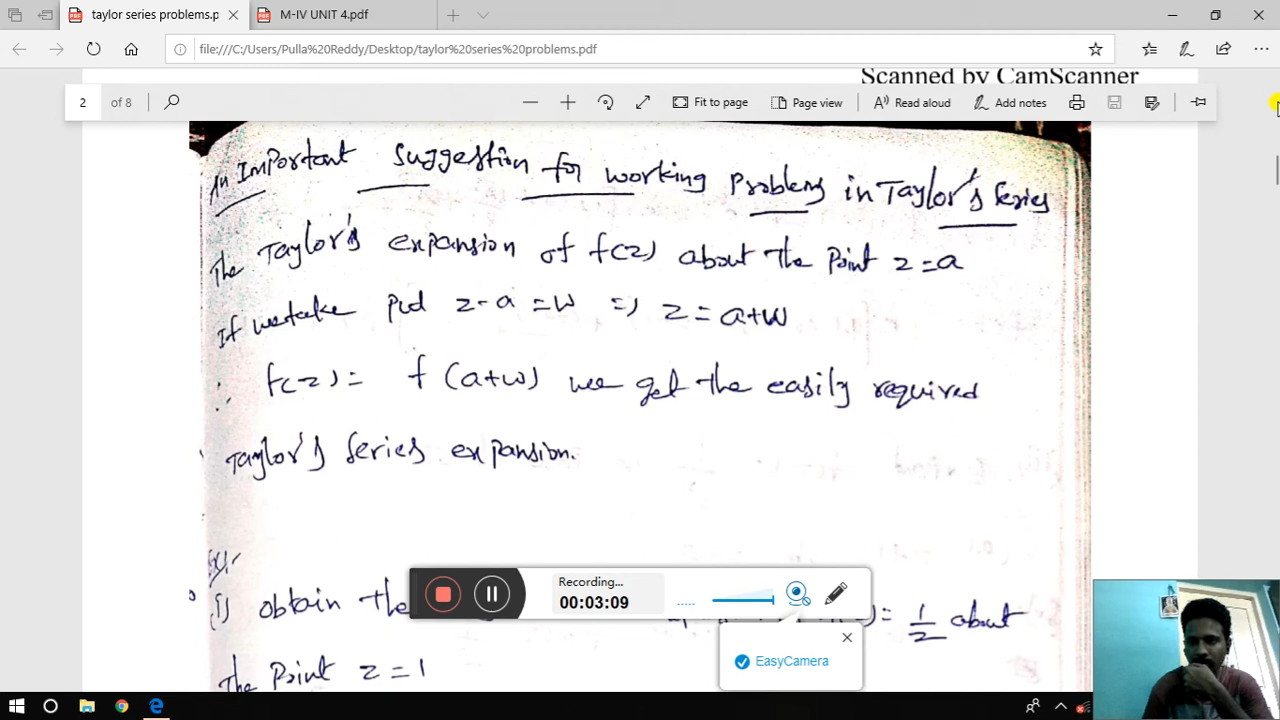 taylor series problems.p
M-IV UNIT 4.pdf
file:///C:/Users/Pulla%20Reddy/Desktop/taylor%20series%20problems.pdf
Scanned by CamScanner
2 of 8
Fit to page
Page view
Read aloud
Add notes
An Important Suggestion for working Problems in Taylor's Series
The Taylor's expansion of f(z) about the Point z=a
If we take put z-a=w => z=a+w
∴ f(z)= f(a+w) we get the easily required
Taylor's Series expansion.
(1) obtain the
= 1/z about
the Point z=1
Recording...
00:03:09
EasyCamera